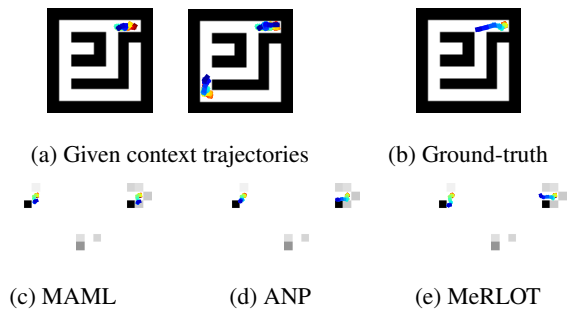 (a) Given context trajectories
(b) Ground-truth
(c) MAML
(d) ANP
(e) MeRLOT